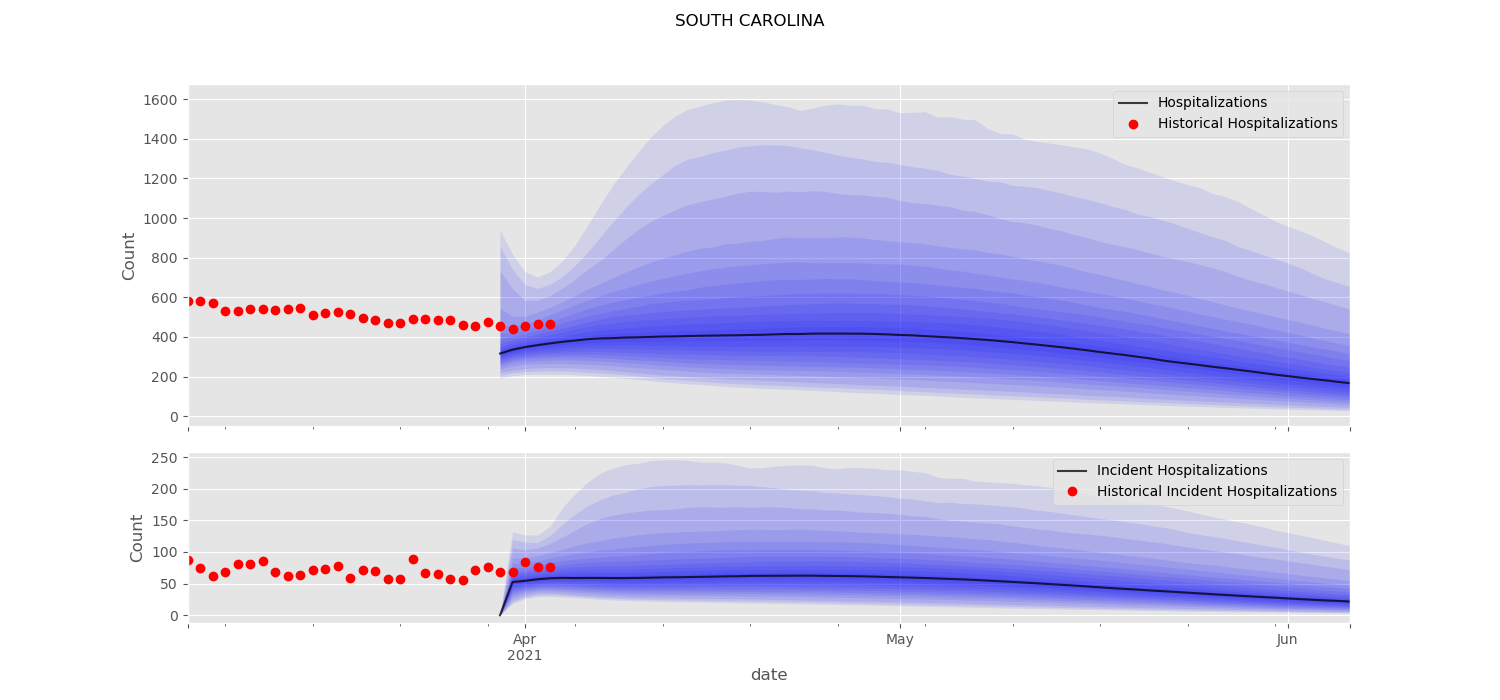 SOUTH CAROLINA
1600
1400
1200
1000
800
600
400
200
0
Count
Hospitalizations
Historical Hospitalizations
250
200
150
100
50
0
Count
Incident Hospitalizations
Historical Incident Hospitalizations
Apr
2021
May
Jun
date